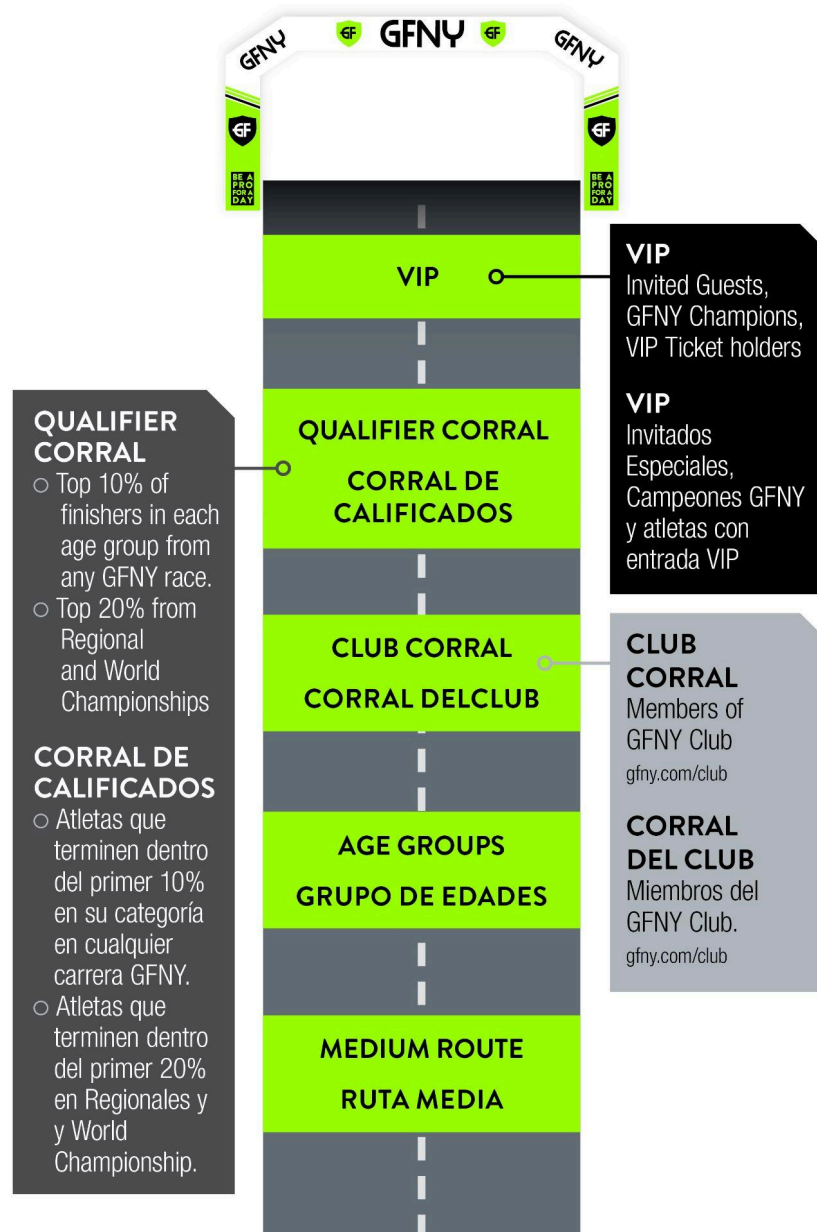 GFNY
GF
GFNY
GF
GFNY
GF
GF
BE A
PRO
FOR A
DAY
BE A
PRO
FOR A
DAY
VIP
VIP
Invited Guests,
GFNY Champions,
VIP Ticket holders
VIP
Invitados
Especiales,
Campeones GFNY
y atletas con
entrada VIP
QUALIFIER
CORRAL
Top 10% of
finishers in each
age group from
any GFNY race.
Top 20% from
Regional
and World
Championships
CORRAL DE
CALIFICADOS
Atletas que
terminen dentro
del primer 10%
en su categoría
en cualquier
carrera GFNY.
Atletas que
terminen dentro
del primer 20%
en Regionales y
y World
Championship.
QUALIFIER CORRAL
CORRAL DE
CALIFICADOS
CLUB CORRAL
CORRAL DELCLUB
CLUB
CORRAL
Members of
GFNY Club
gfny.com/club
CORRAL
DEL CLUB
Miembros del
GFNY Club.
gfny.com/club
AGE GROUPS
GRUPO DE EDADES
MEDIUM ROUTE
RUTA MEDIA